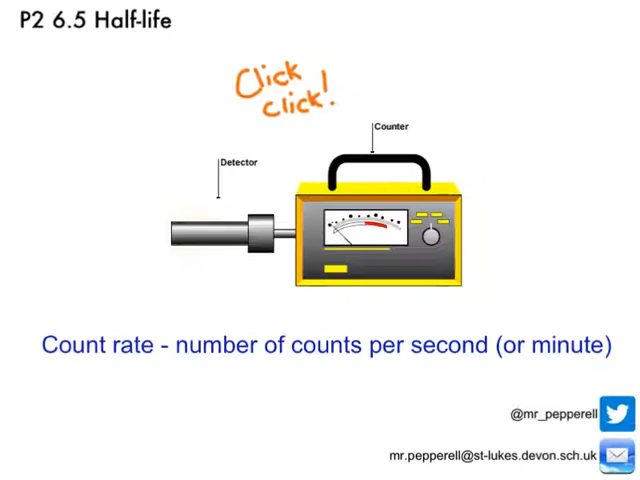 P2 6.5 Half-life
Click
click!
Counter
Detector
Count rate - number of counts per second (or minute)
@mr_pepperell
mr.pepperell@st-lukes.devon.sch.uk